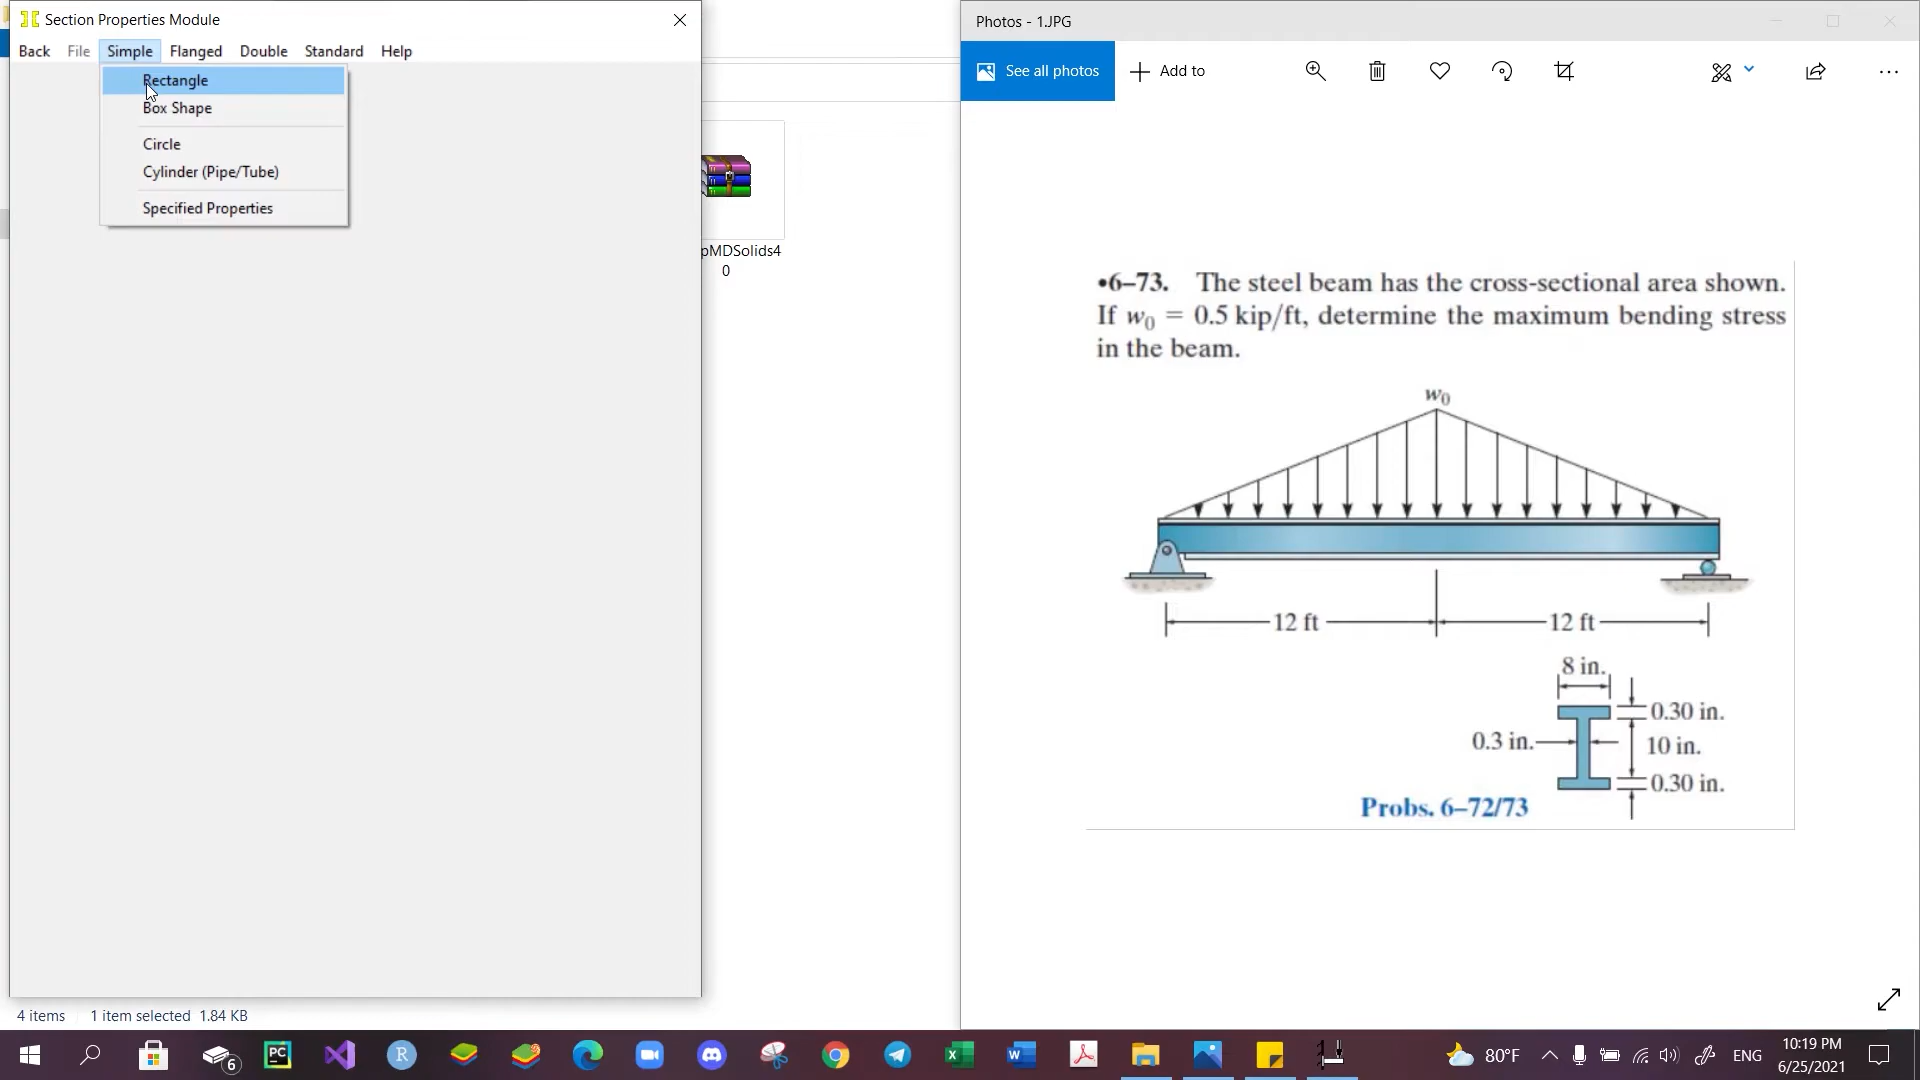 Section Properties Module
Back File Simple Flanged Double Standard Help
Rectangle
Box Shape
Circle
Cylinder (Pipe/Tube)
Specified Properties
pMDSolids4
0
4 items 1 item selected 1.84 KB
Photos - 1.JPG
See all photos
Add to
•6–73. The steel beam has the cross-sectional area shown.
If w0 = 0.5 kip/ft, determine the maximum bending stress
in the beam.
w0
12 ft 12 ft
8 in.
0.30 in.
0.3 in. 10 in.
0.30 in.
Probs. 6–72/73
6
PC
R
80°F
ENG
10:19 PM
6/25/2021